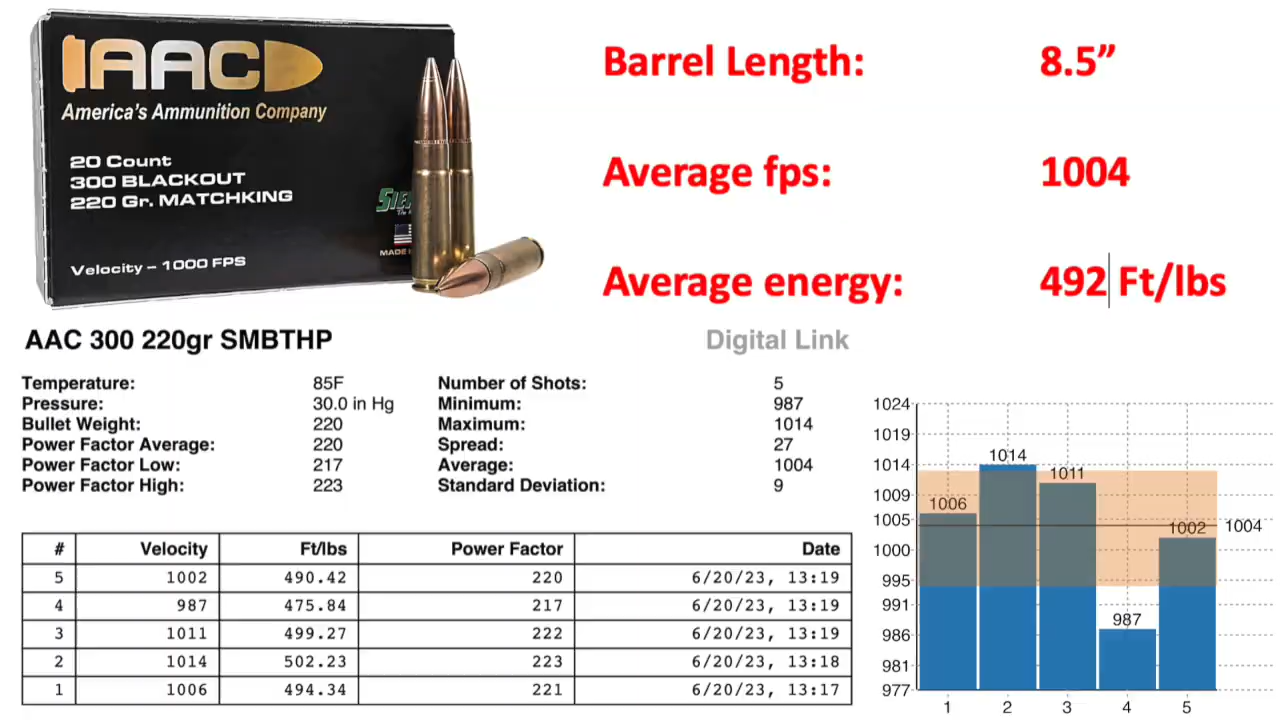 AAC
America's Ammunition Company
20 Count
300 BLACKOUT
220 Gr. MATCHKING
Velocity – 1000 FPS
Barrel Length: 8.5”
Average fps: 1004
Average energy: 492 Ft/lbs
AAC 300 220gr SMBTHP
Digital Link
Temperature: 85F
Pressure: 30.0 in Hg
Bullet Weight: 220
Power Factor Average: 220
Power Factor Low: 217
Power Factor High: 223
Number of Shots: 5
Minimum: 987
Maximum: 1014
Spread: 27
Average: 1004
Standard Deviation: 9
# Velocity Ft/lbs Power Factor Date
5 1002 490.42 220 6/20/23, 13:19
4 987 475.84 217 6/20/23, 13:19
3 1011 499.27 222 6/20/23, 13:19
2 1014 502.23 223 6/20/23, 13:18
1 1006 494.34 221 6/20/23, 13:17
1024
1019
1014
1009
1005
1000
995
991
986
981
977
1006
1014
1011
987
1002
1004
1 2 3 4 5